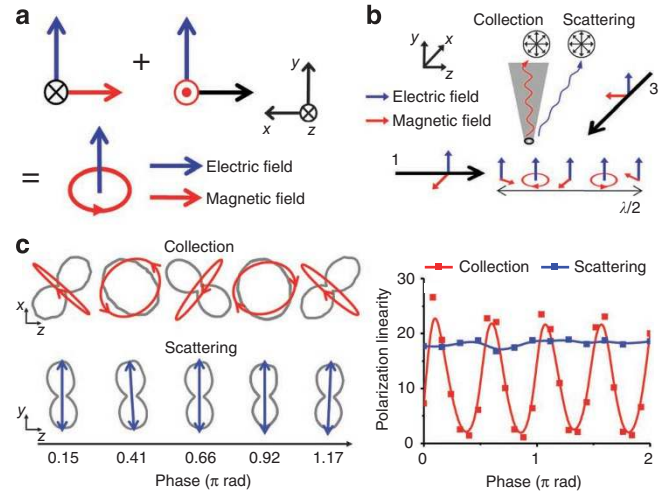 a
+
y
x
z
=
Electric field
Magnetic field
b
Collection
Scattering
y
x
z
Electric field
Magnetic field
3
1
λ/2
c
Collection
x
z
Scattering
y
z
0.15 0.41 0.66 0.92 1.17
Phase (π rad)
Collection Scattering
30
20
10
0
Polarization linearity
0 1 2
Phase (π rad)